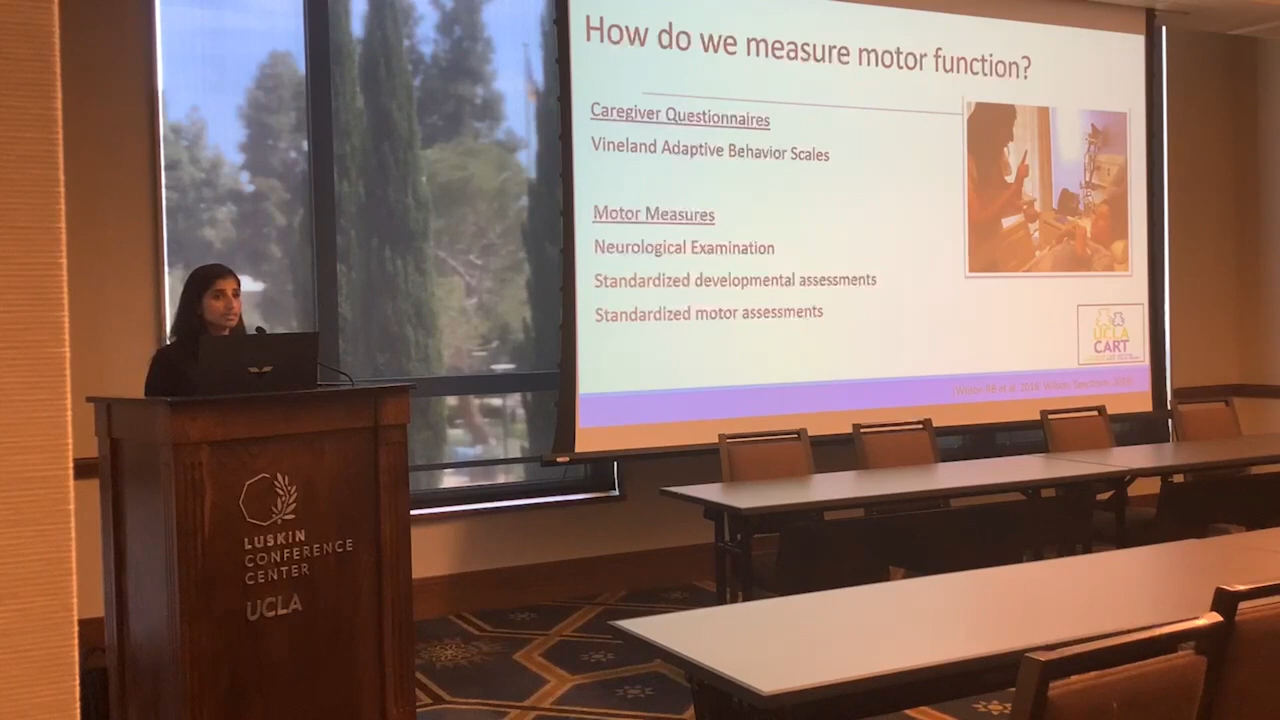 How do we measure motor function?
Caregiver Questionnaires
Vineland Adaptive Behavior Scales
Motor Measures
Neurological Examination
Standardized developmental assessments
Standardized motor assessments
UCLA
CART
LUSKIN
CONFERENCE
CENTER
UCLA